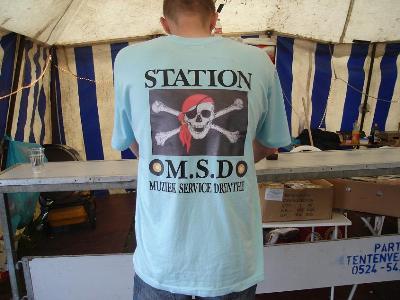 STATION
M.S.D
MUZIEK SERVICE DRENTHE
PART
TENTENVE
0524 - 54